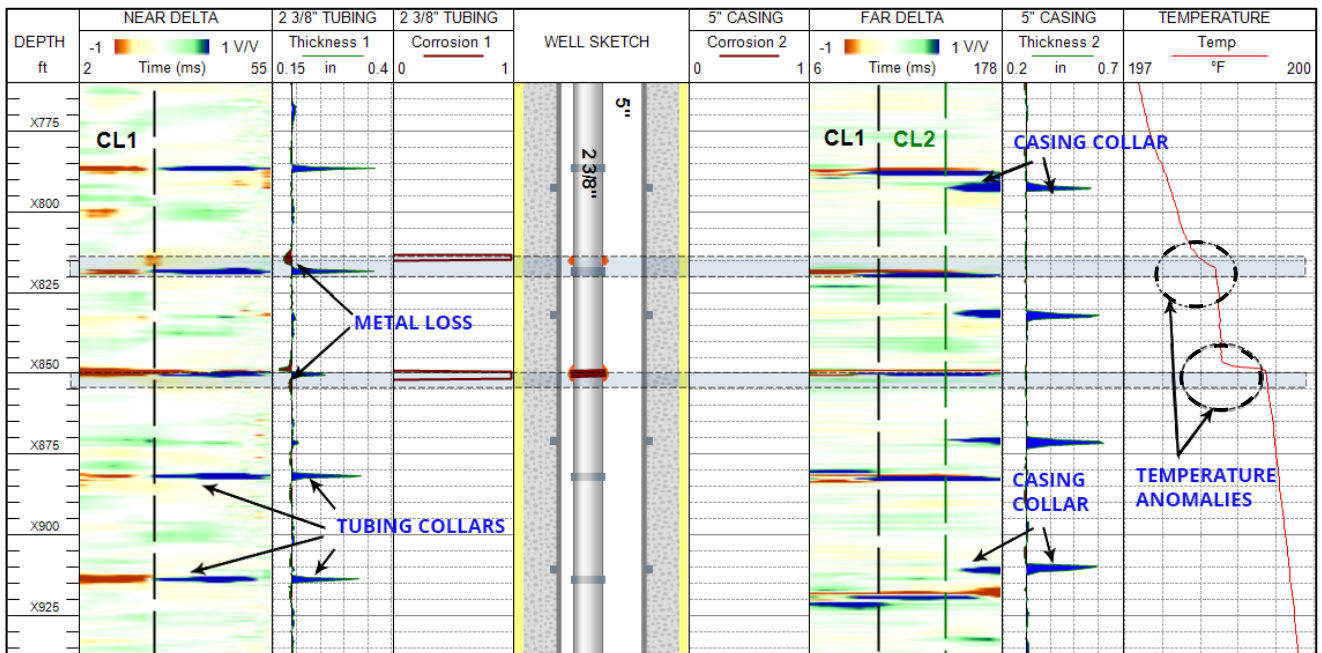 NEAR DELTA
2 3/8" TUBING
2 3/8" TUBING
5" CASING
FAR DELTA
5" CASING
TEMPERATURE
DEPTH
ft
-1 1 V/V
2 Time (ms) 55
Thickness 1
0.15 in 0.4
Corrosion 1
0 1
WELL SKETCH
Corrosion 2
0 1
-1 1 V/V
6 Time (ms) 178
Thickness 2
0.2 in 0.7
Temp
197 °F 200
X775
X800
X825
X850
X875
X900
X925
CL1
METAL LOSS
TUBING COLLARS
5"
2 3/8"
CL1
CL2
CASING COLLAR
CASING
COLLAR
TEMPERATURE
ANOMALIES